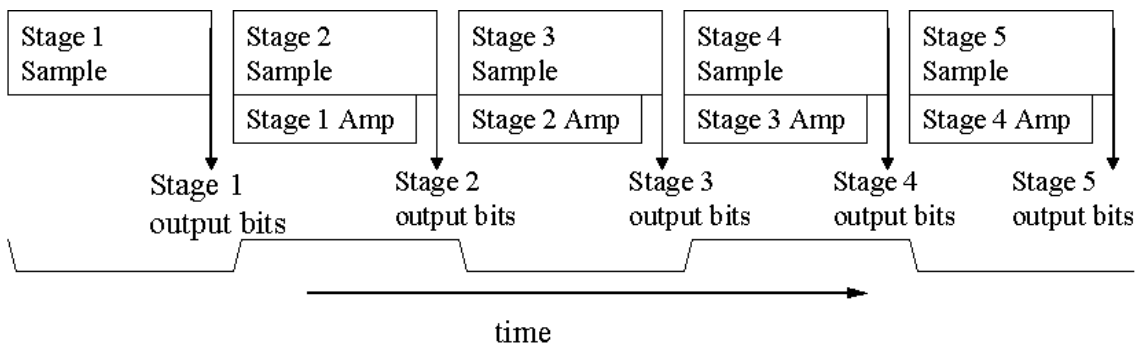 Stage 1
Sample
Stage 2
Sample
Stage 3
Sample
Stage 4
Sample
Stage 5
Sample
Stage 1 Amp
Stage 2 Amp
Stage 3 Amp
Stage 4 Amp
Stage 1
output bits
Stage 2
output bits
Stage 3
output bits
Stage 4
output bits
Stage 5
output bits
time